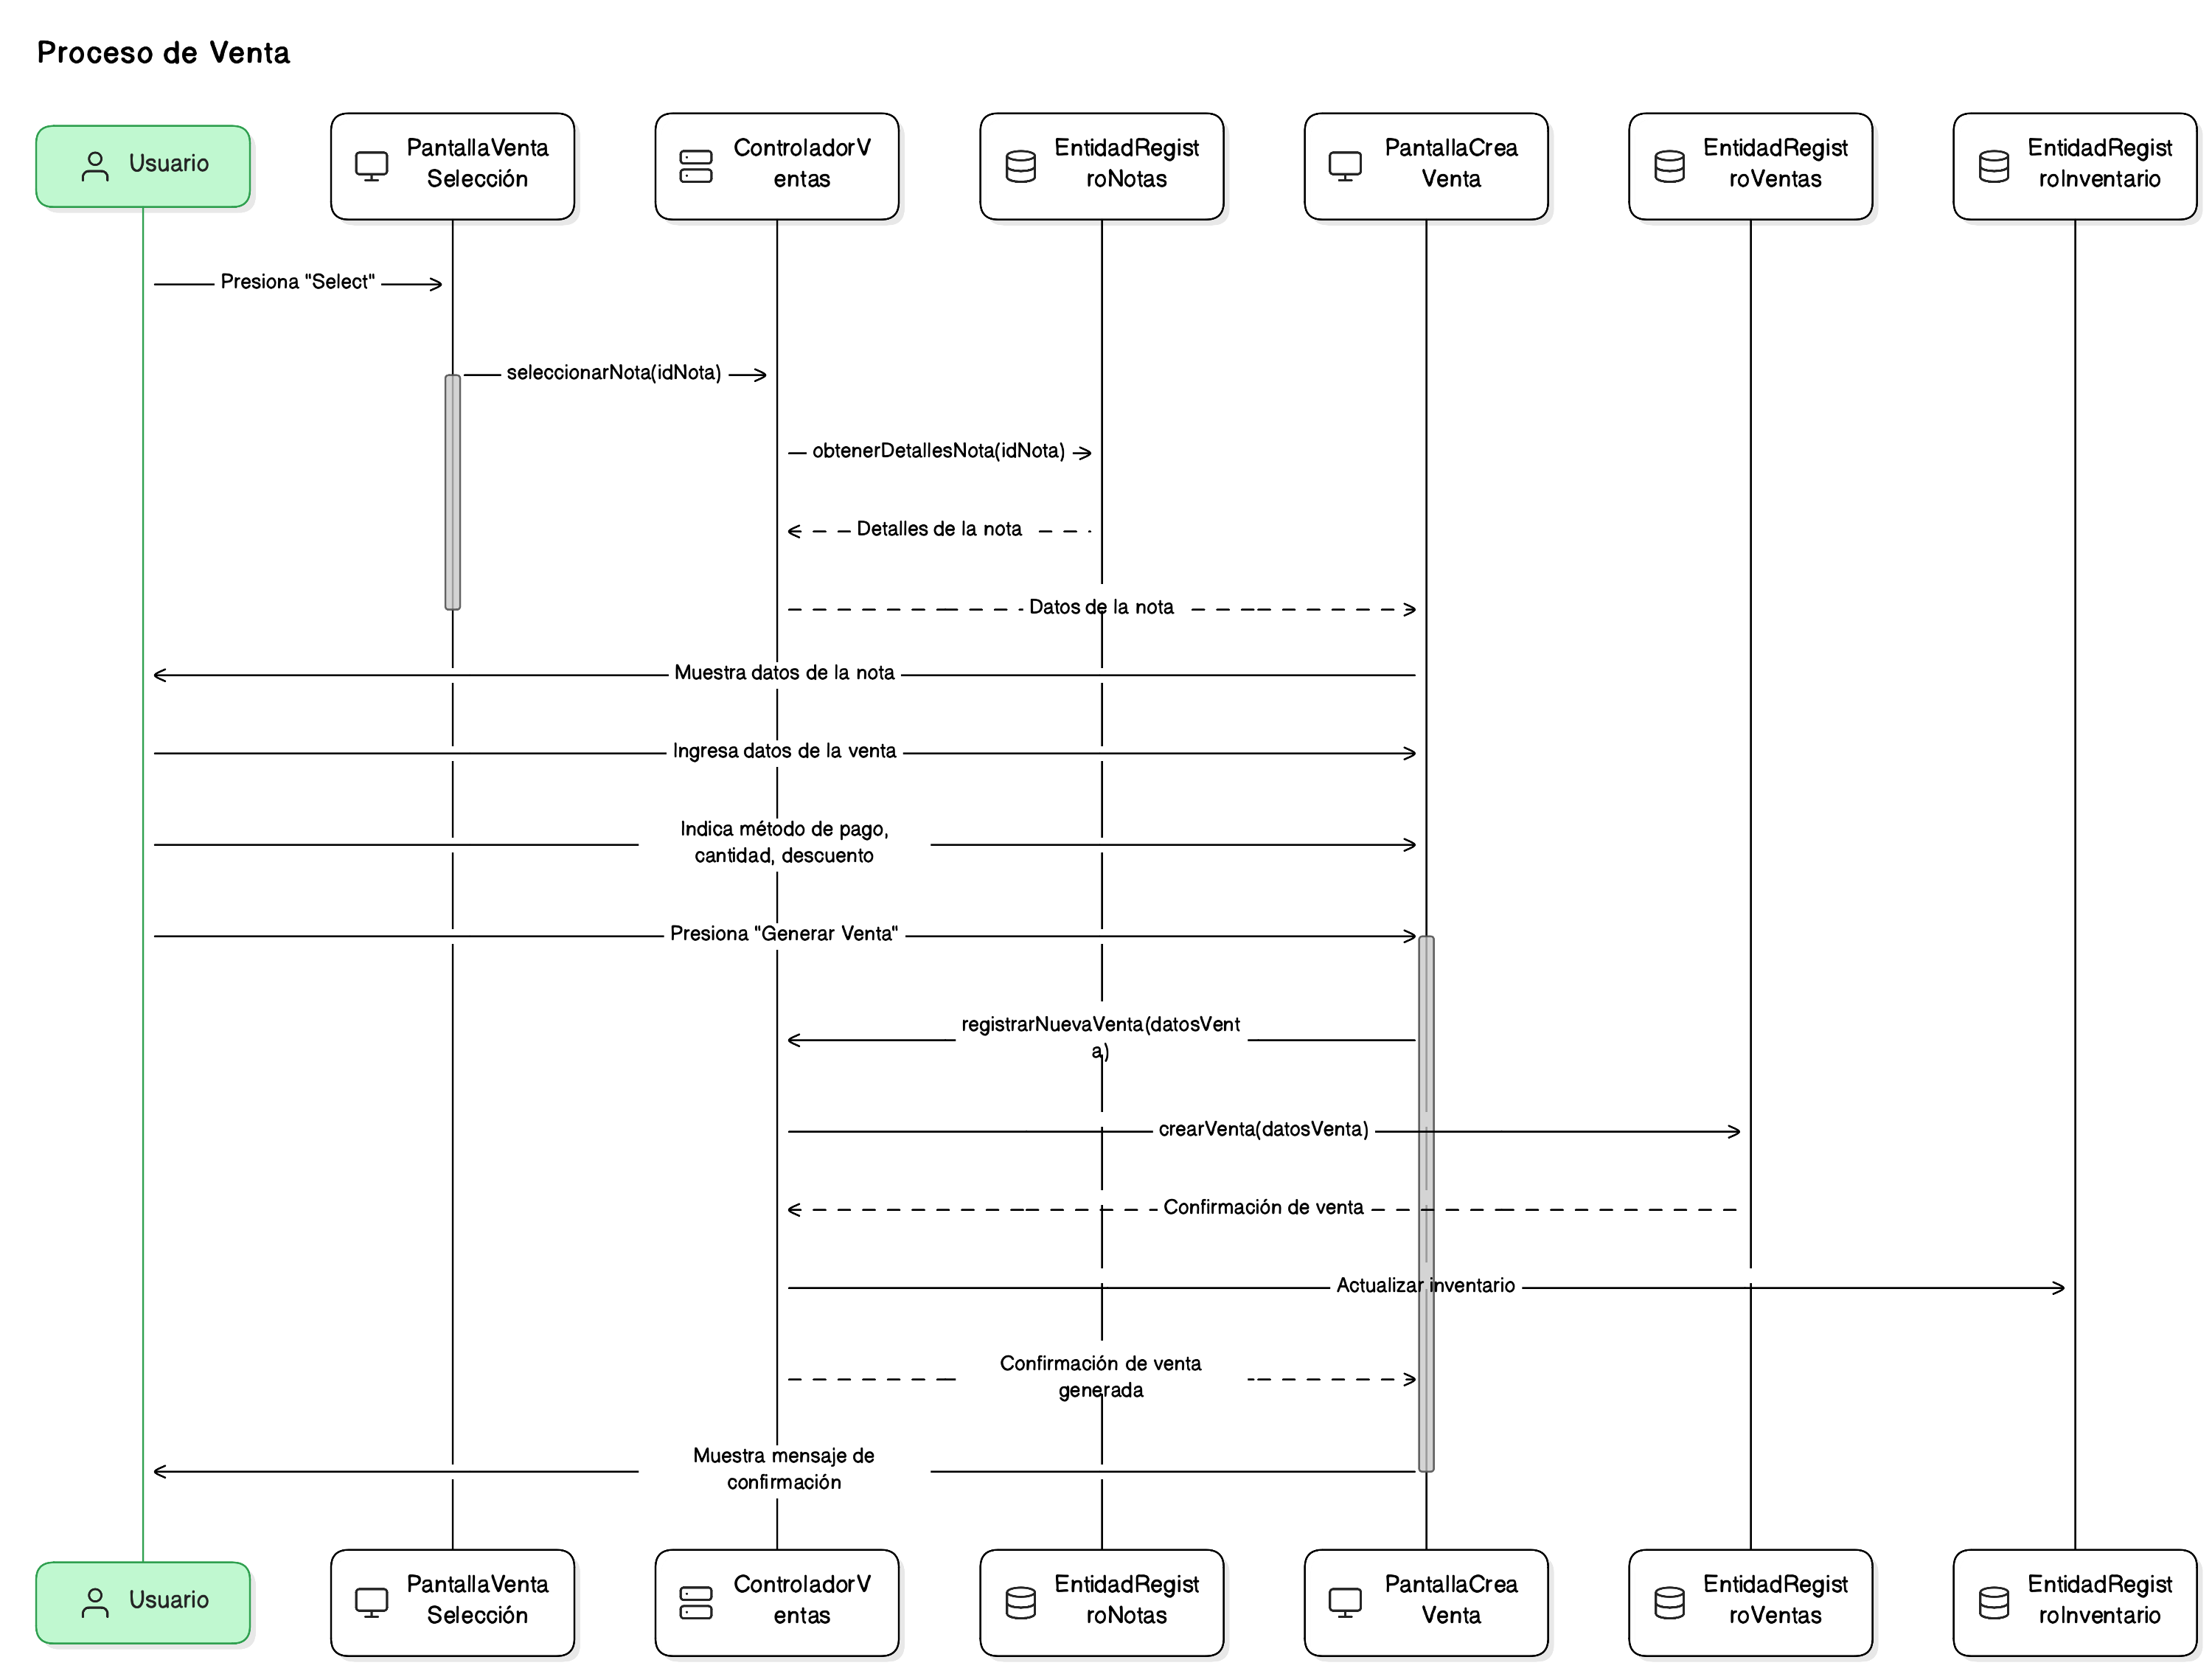 Proceso de Venta
Usuario
PantallaVenta
Selección
ControladorV
entas
EntidadRegist
roNotas
PantallaCrea
Venta
EntidadRegist
roVentas
EntidadRegist
roInventario
Presiona "Select"
seleccionarNota(idNota)
obtenerDetallesNota(idNota)
Detalles de la nota
Datos de la nota
Muestra datos de la nota
Ingresa datos de la venta
Indica método de pago,
cantidad, descuento
Presiona "Generar Venta"
registrarNuevaVenta(datosVent
a)
crearVenta(datosVenta)
Confirmación de venta
Actualizar inventario
Confirmación de venta
generada
Muestra mensaje de
confirmación
Usuario
PantallaVenta
Selección
ControladorV
entas
EntidadRegist
roNotas
PantallaCrea
Venta
EntidadRegist
roVentas
EntidadRegist
roInventario